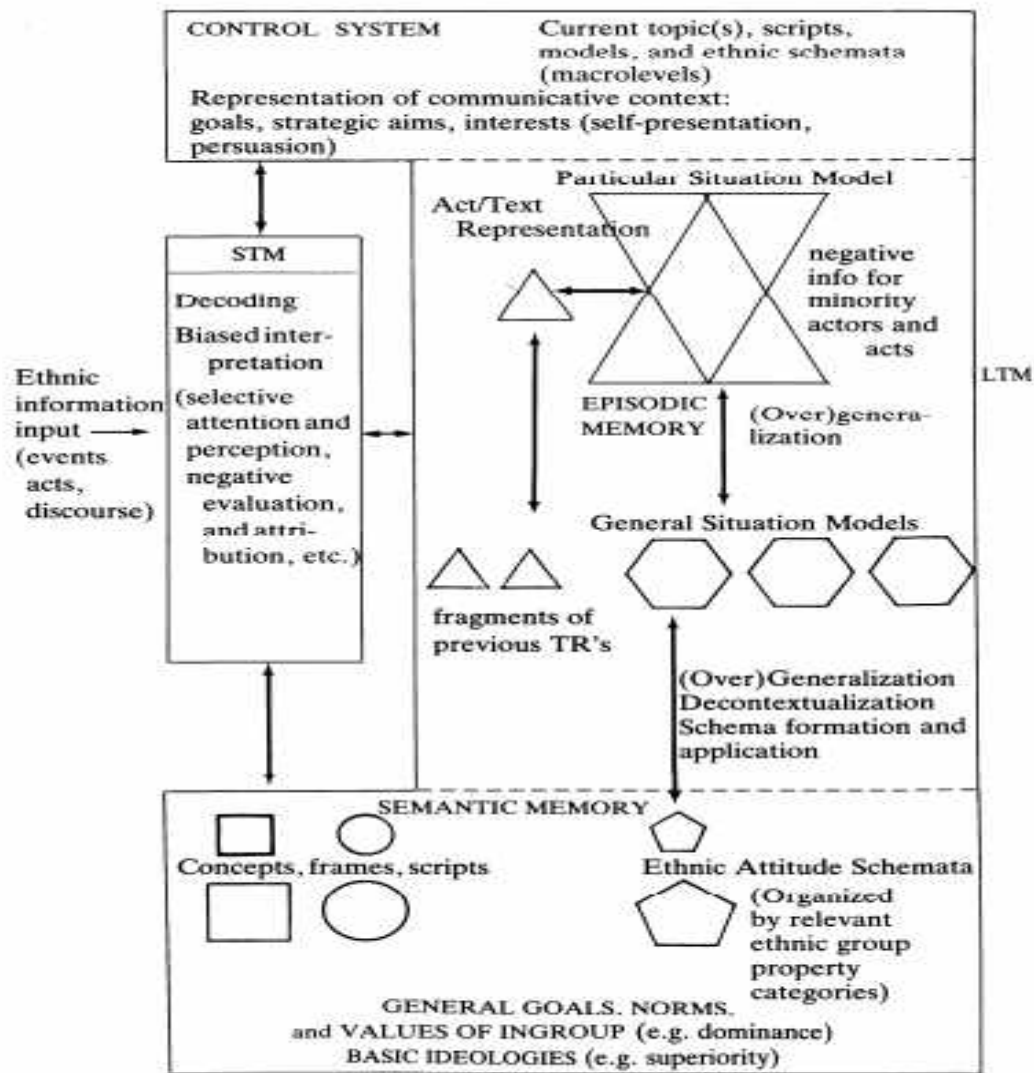 CONTROL SYSTEM
Current topic(s), scripts,
models, and ethnic schemata
(macrolevels)
Representation of communicative context:
goals, strategic aims, interests (self-presentation,
persuasion)
Particular Situation Model
Act/Text
Representation
negative
info for
minority
actors and
acts
STM
Decoding
Biased inter-
pretation
(selective
attention and
perception,
negative
evaluation,
and attri-
bution, etc.)
Ethnic
information
input
(events
acts,
discourse)
LTM
EPISODIC
MEMORY
(Over)genera-
lization
General Situation Models
fragments of
previous TR's
(Over)Generalization
Decontextualization
Schema formation and
application
SEMANTIC MEMORY
Concepts, frames, scripts
Ethnic Attitude Schemata
(Organized
by relevant
ethnic group
property
categories)
GENERAL GOALS, NORMS,
and VALUES OF INGROUP (e.g. dominance)
BASIC IDEOLOGIES (e.g. superiority)